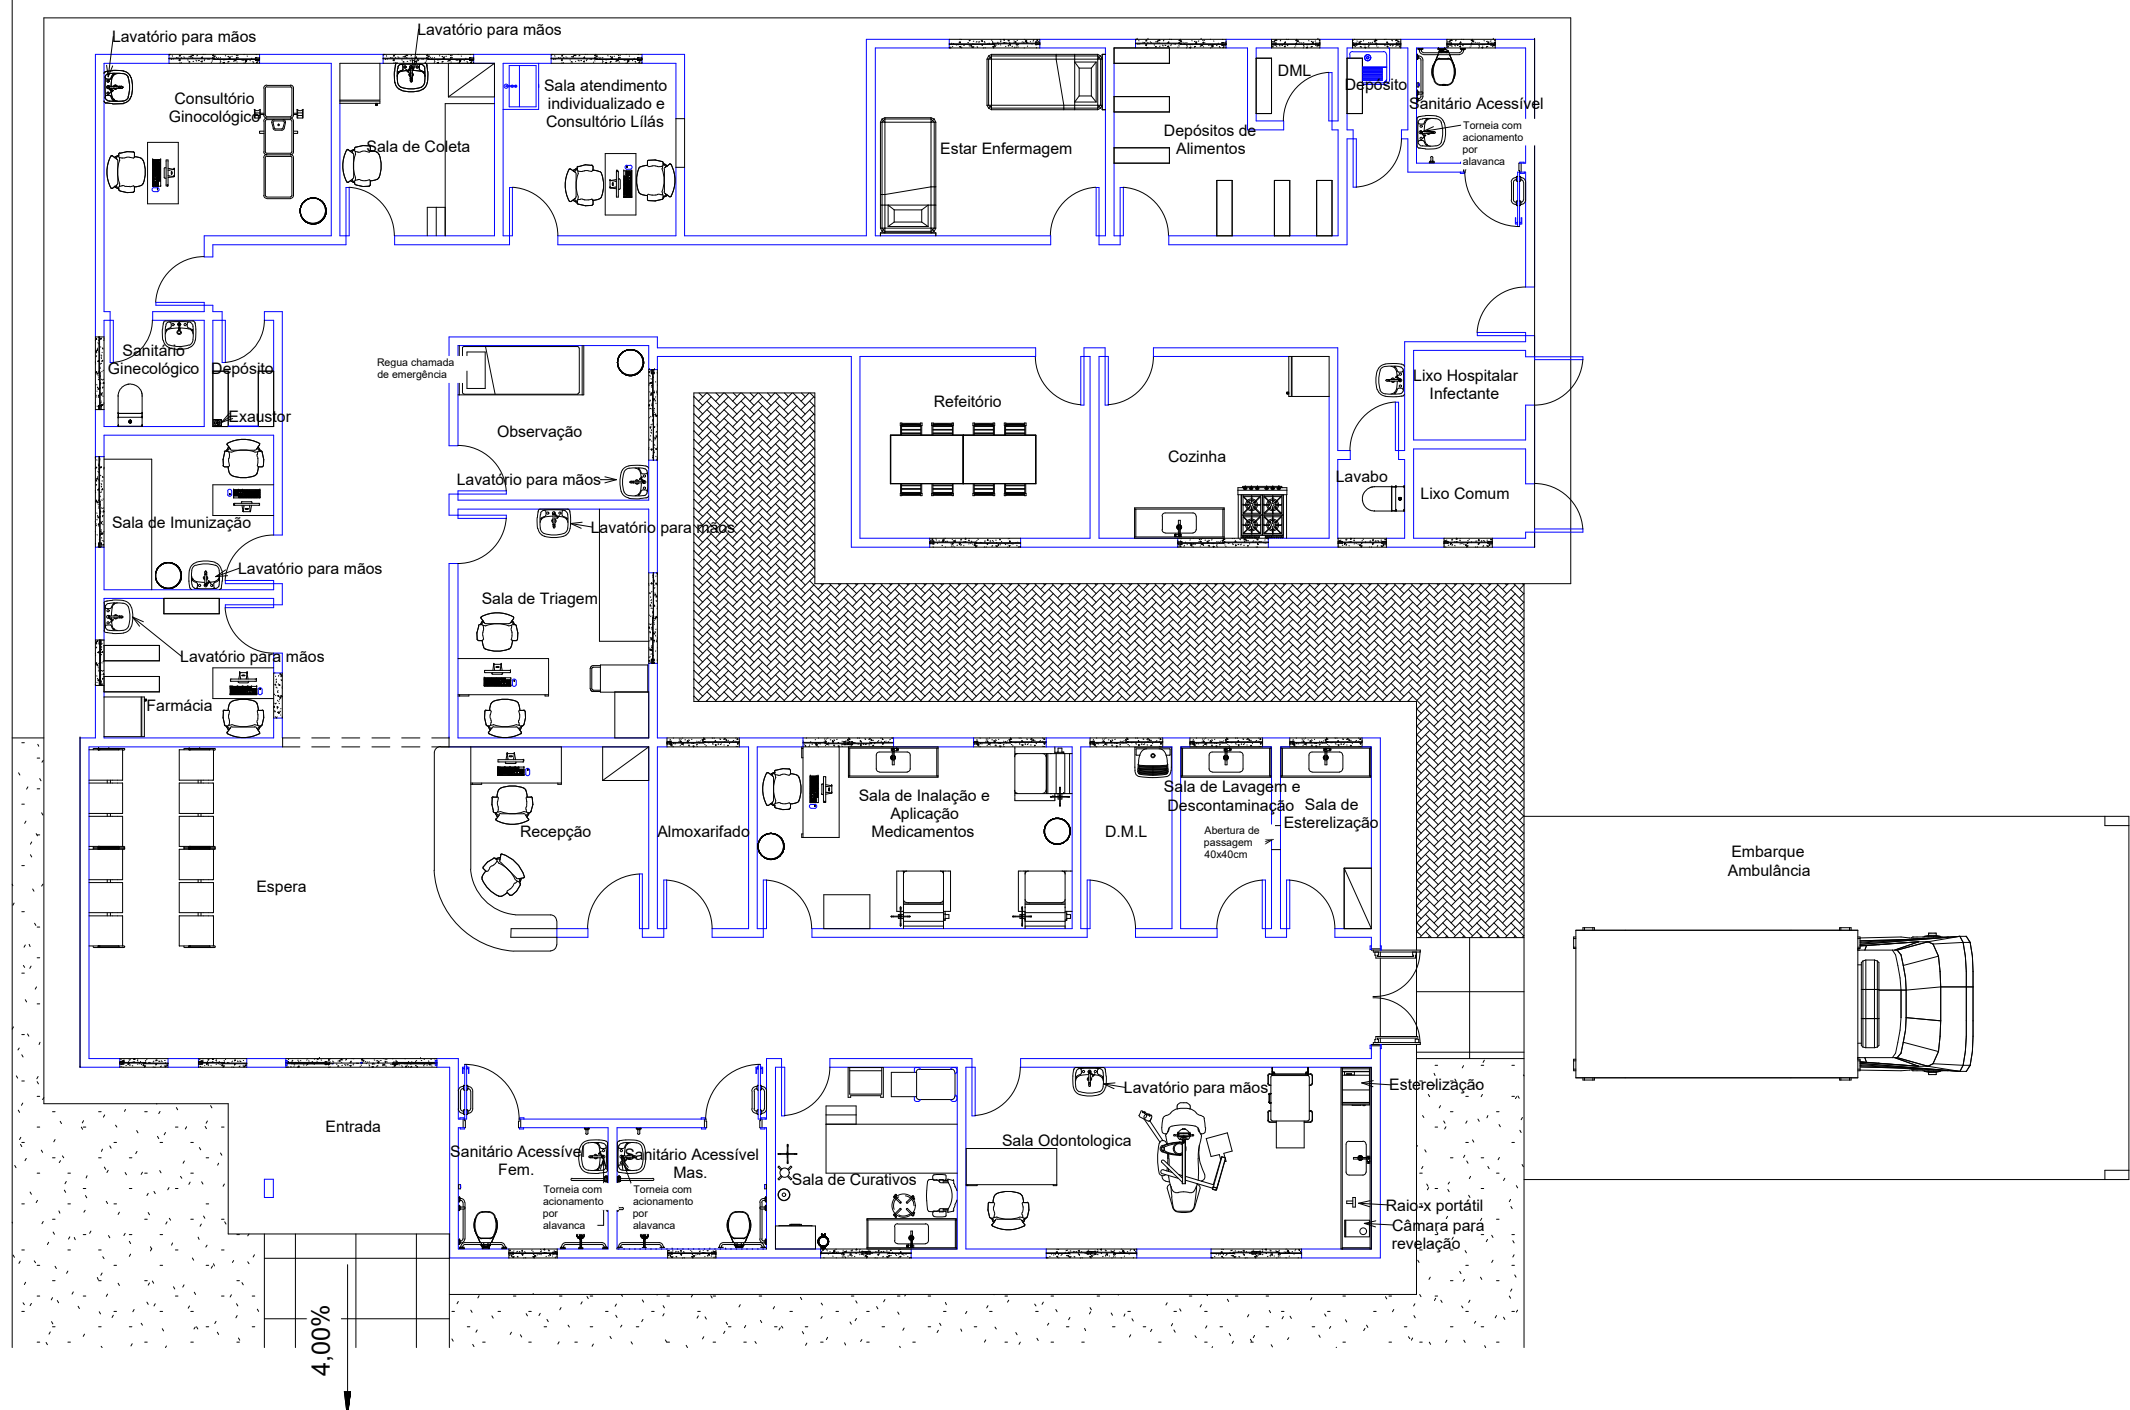 Lavatório para mãos
Lavatório para mãos
Consultório
Ginocológico
Sala de Coleta
Sala atendimento
individualizado e
Consultório Lílás
Estar Enfermagem
Depósitos de
Alimentos
DML
Depósito
Sanitário Acessível
Torneia com
acionamento
por
alavanca
Sanitário
Ginecológico
Depósito
Exaustor
Regua chamada
de emergência
Observação
Lavatório para mãos
Refeitório
Cozinha
Lavabo
Lixo Hospitalar
Infectante
Lixo Comum
Sala de Imunização
Lavatório para mãos
Lavatório para mãos
Sala de Triagem
Lavatório para mãos
Farmácia
Espera
Recepção
Almoxarifado
Sala de Inalação e
Aplicação
Medicamentos
D.M.L
Sala de Lavagem e
Descontaminação
Abertura de
passagem
40x40cm
Sala de
Esterelização
Embarque
Ambulância
Entrada
Sanitário Acessível
Fem.
Torneia com
acionamento
por
alavanca
Sanitário Acessível
Mas.
Torneia com
acionamento
por
alavanca
Sala de Curativos
Lavatório para mãos
Sala Odontologica
Esterelização
Raio-x portátil
Câmara pará
revelação
4,00%